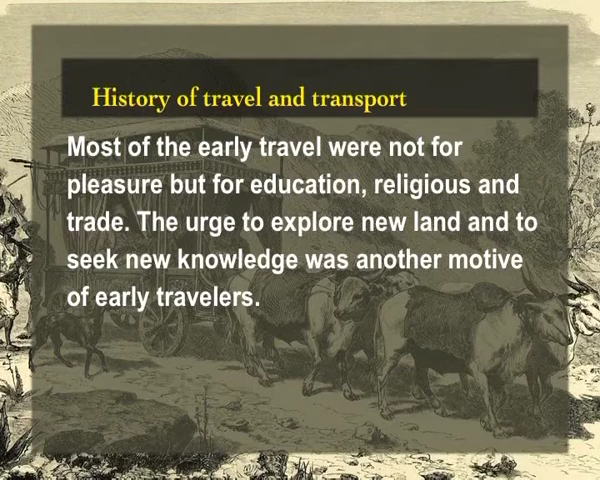 History of travel and transport
Most of the early travel were not for
pleasure but for education, religious and
trade. The urge to explore new land and to
seek new knowledge was another motive
of early travelers.